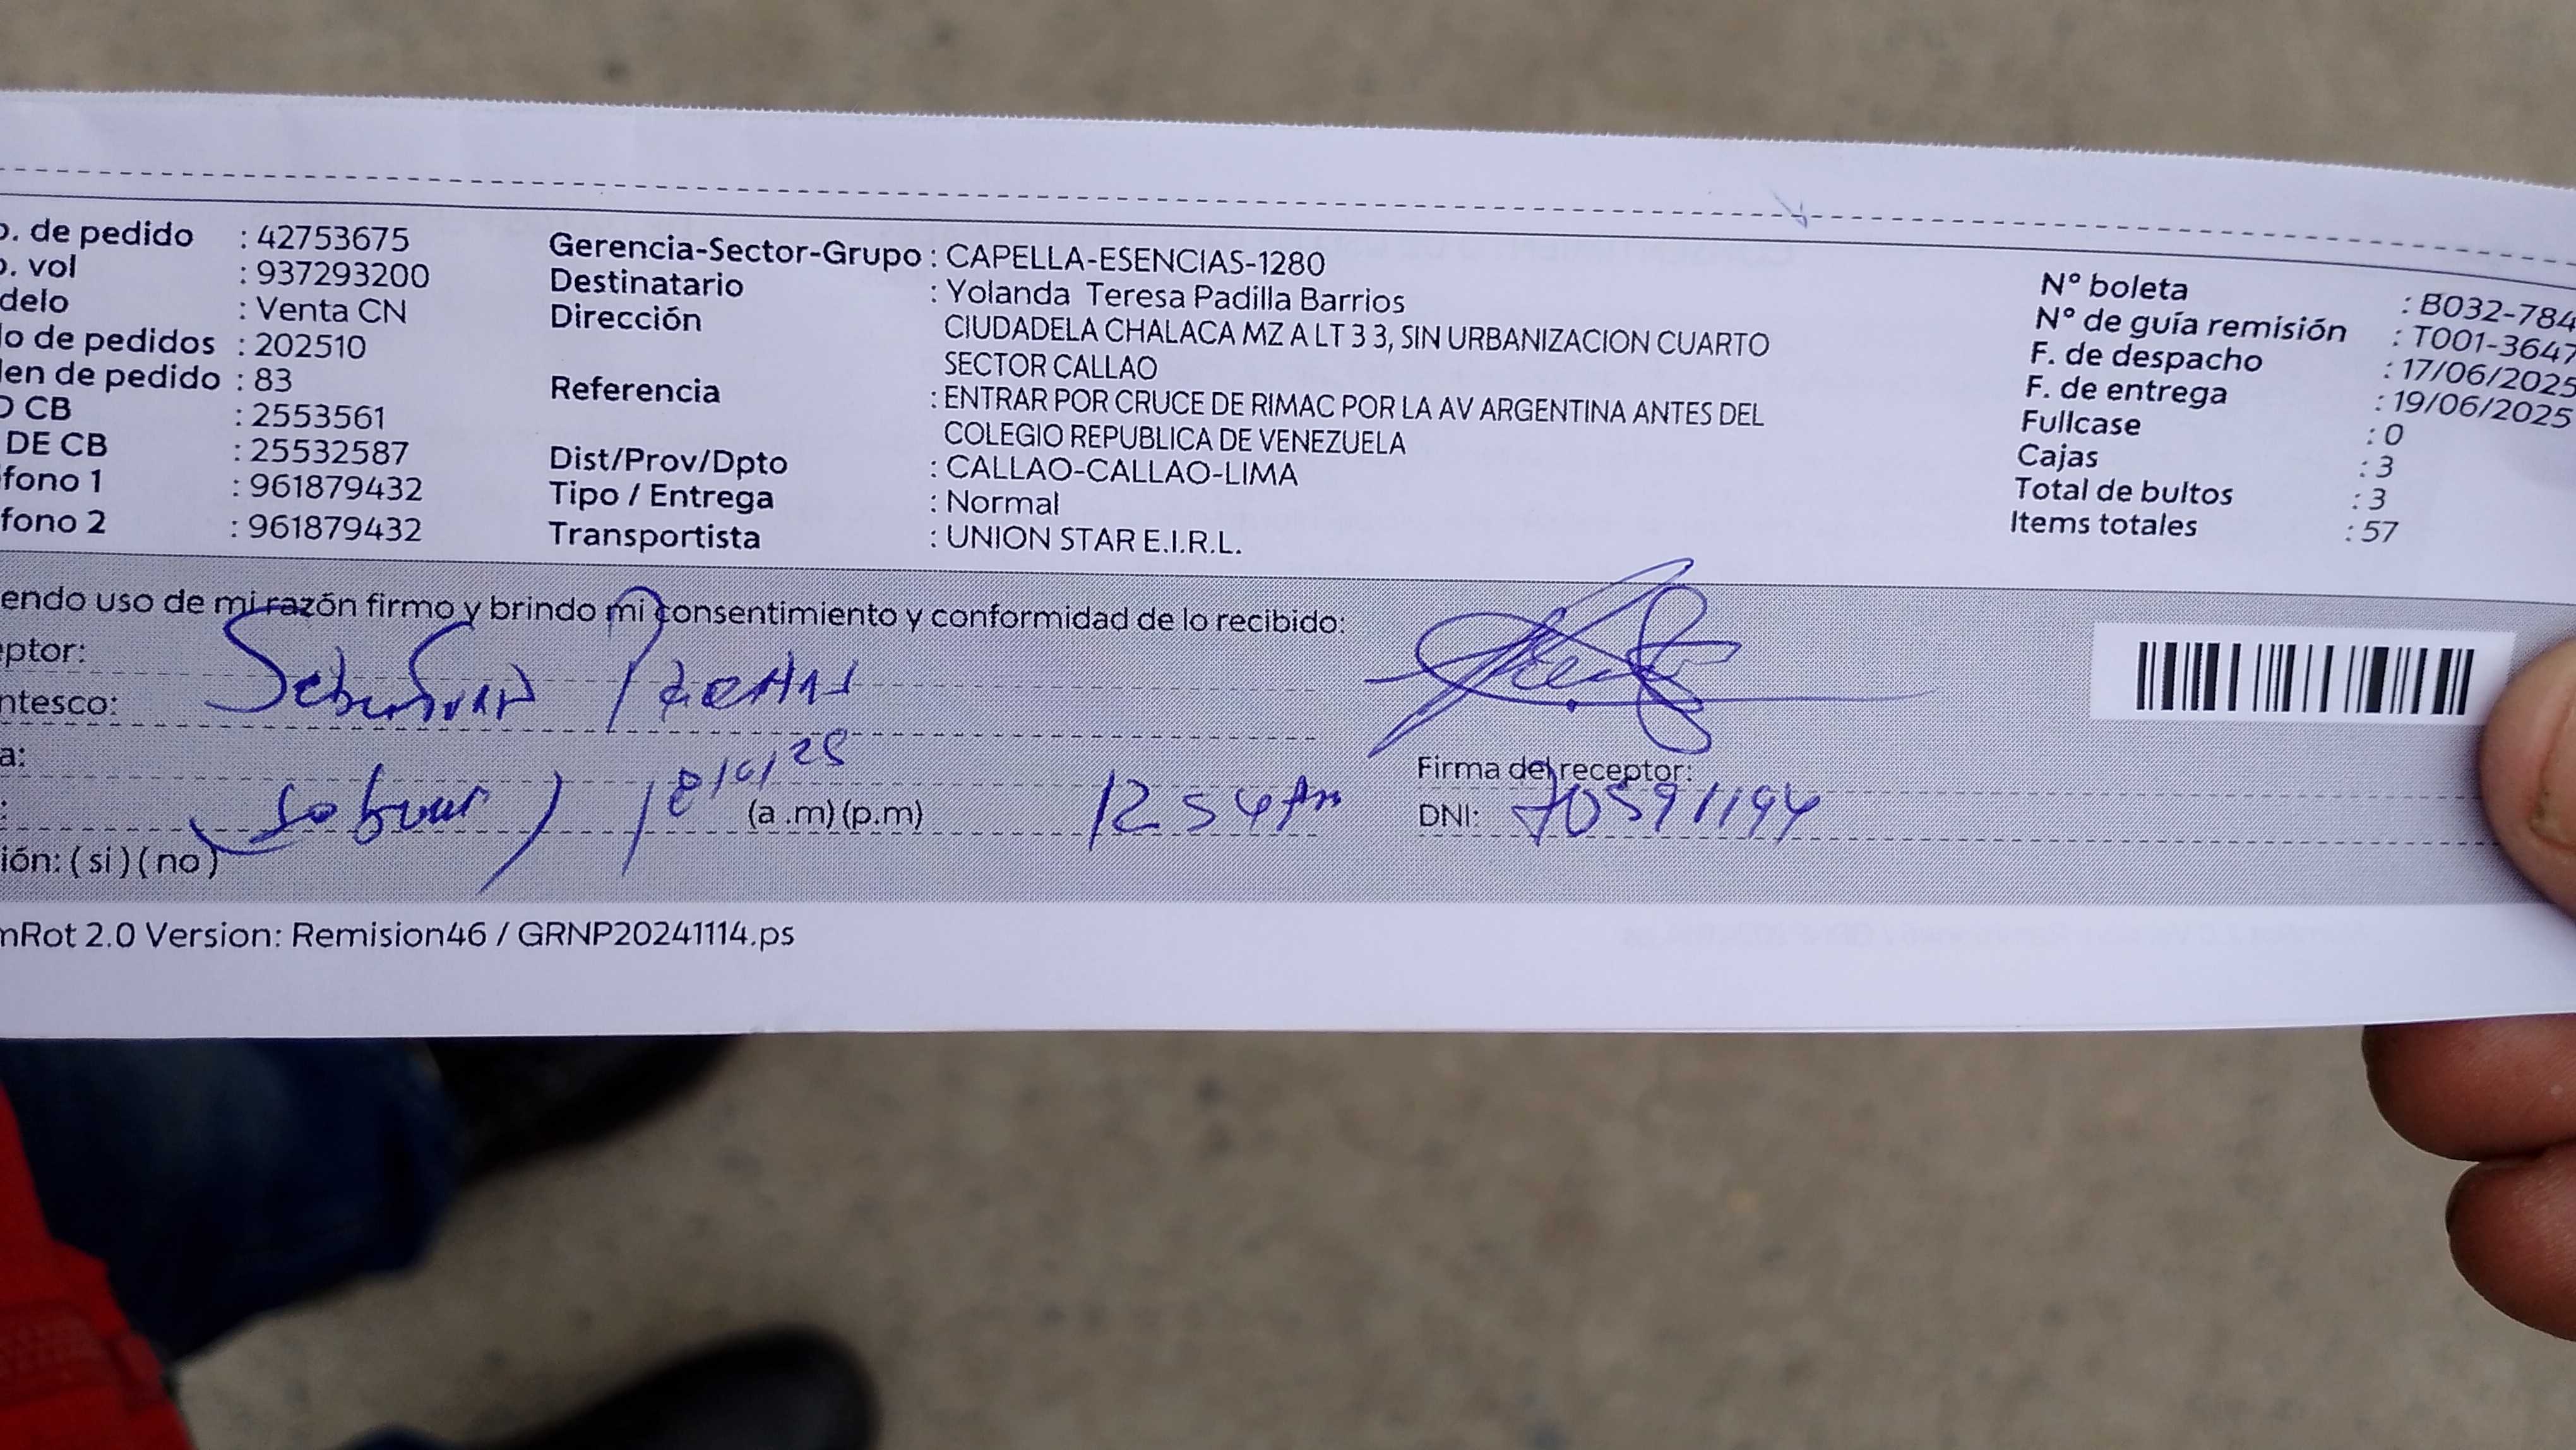 o. de pedido : 42753675
o. vol : 937293200
delo : Venta CN
lo de pedidos : 202510
len de pedido : 83
O CB : 2553561
DE CB : 25532587
fono 1 : 961879432
fono 2 : 961879432
Gerencia-Sector-Grupo : CAPELLA-ESENCIAS-1280
Destinatario : Yolanda Teresa Padilla Barrios
Dirección CIUDADELA CHALACA MZ A LT 3 3, SIN URBANIZACION CUARTO
SECTOR CALLAO
Referencia : ENTRAR POR CRUCE DE RIMAC POR LA AV ARGENTINA ANTES DEL
COLEGIO REPUBLICA DE VENEZUELA
Dist/Prov/Dpto : CALLAO-CALLAO-LIMA
Tipo / Entrega : Normal
Transportista : UNION STAR E.I.R.L.
N° boleta : B032-784
N° de guía remisión : T001-3647
F. de despacho : 17/06/2025
F. de entrega : 19/06/2025
Fullcase : 0
Cajas : 3
Total de bultos : 3
Items totales : 57
endo uso de mi razón firmo y brindo mi consentimiento y conformidad de lo recibido:
eptor:
ntesco:
a:
: 18/6/25 (a .m) (p.m) 12 54 pm
ión: ( si ) ( no )
Firma del receptor:
DNI: 70591194
mRot 2.0 Version: Remision46 / GRNP20241114.ps